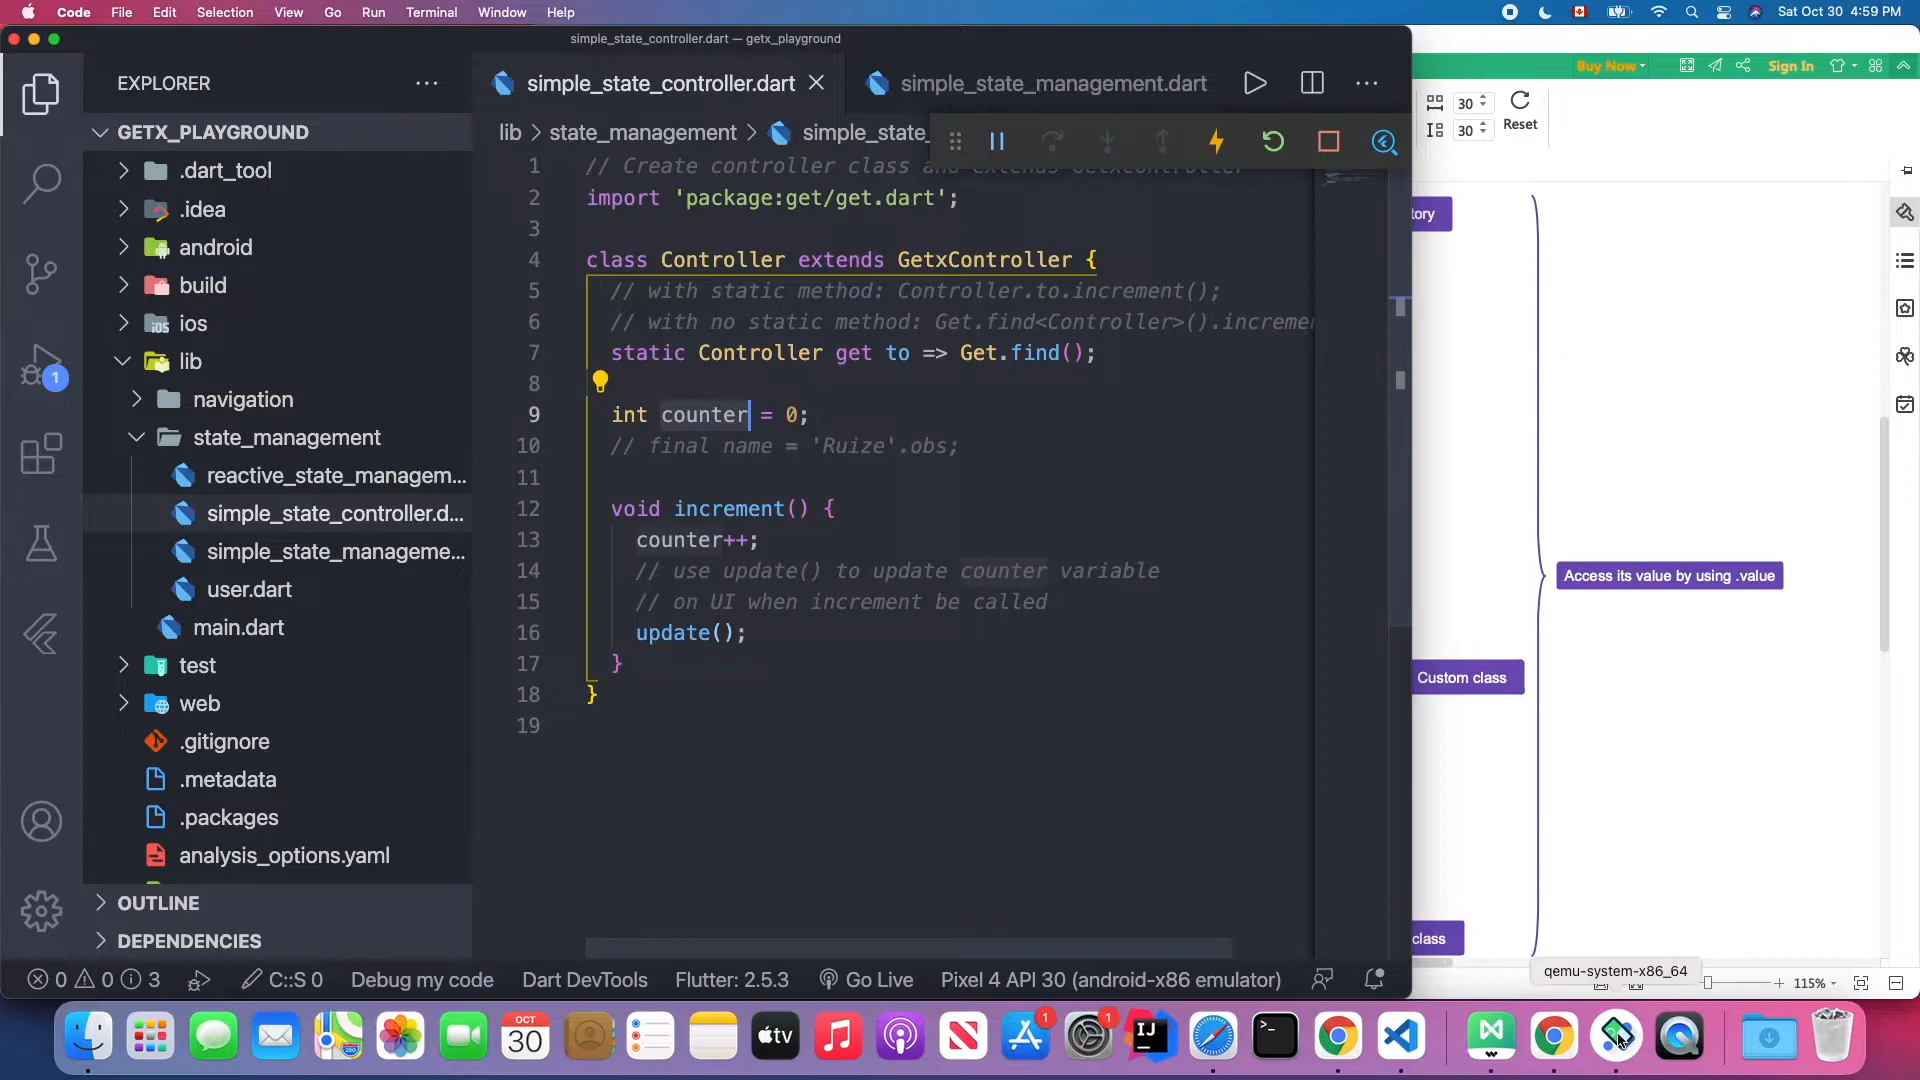 Code File Edit Selection View Go Run Terminal Window Help
Sat Oct 30 4:59 PM
simple_state_controller.dart — getx_playground
EXPLORER
simple_state_controller.dart
simple_state_management.dart
Buy Now
Sign In
30
30
Reset
GETX_PLAYGROUND
lib > state_management > simple_state_
.dart_tool
.idea
android
build
ios
lib
navigation
state_management
reactive_state_managem...
simple_state_controller.d...
simple_state_manageme...
user.dart
main.dart
test
web
.gitignore
.metadata
.packages
analysis_options.yaml
OUTLINE
DEPENDENCIES
1
1 // Create controller class and extends GetxController
2 import 'package:get/get.dart';
3
4 class Controller extends GetxController {
5 // with static method: Controller.to.increment();
6 // with no static method: Get.find<Controller>().increme
7 static Controller get to => Get.find();
8
9 int counter = 0;
10 // final name = 'Ruize'.obs;
11
12 void increment() {
13 counter++;
14 // use update() to update counter variable
15 // on UI when increment be called
16 update();
17 }
18 }
19
tory
Access its value by using .value
Custom class
class
qemu-system-x86_64
115%
0 0 3 C::S 0 Debug my code Dart DevTools Flutter: 2.5.3 Go Live Pixel 4 API 30 (android-x86 emulator)
OCT
30
tv
1
1
IJ